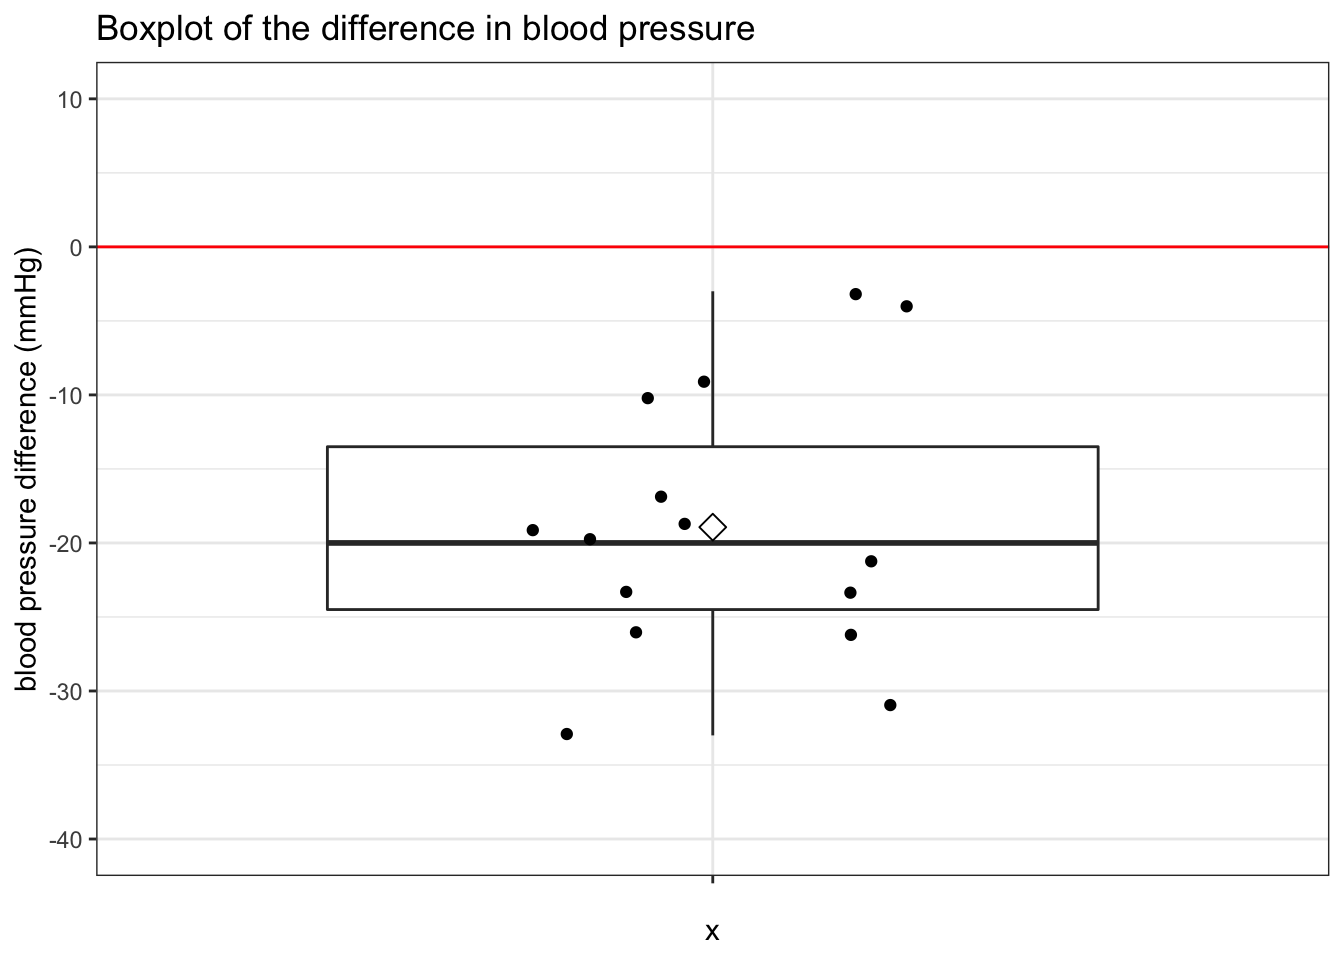 Boxplot of the difference in blood pressure
blood pressure difference (mmHg)
10
0
-10
-20
-30
-40
x